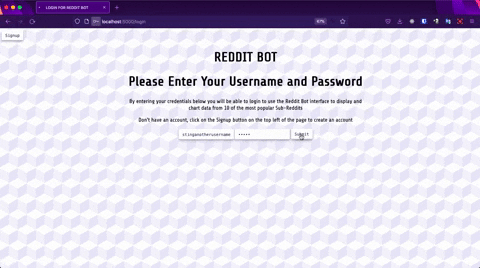 LOGIN FOR REDDIT BOT
localhost:5000/login
67%
Signup
REDDIT BOT
Please Enter Your Username and Password
By entering your credentials below you will be able to login to use the Reddit Bot interface to display and
chart data from 10 of the most popular Sub-Reddits
Don't have an account, click on the Signup button on the top left of the page to create an account
stinganotherusername
•••••
Submit